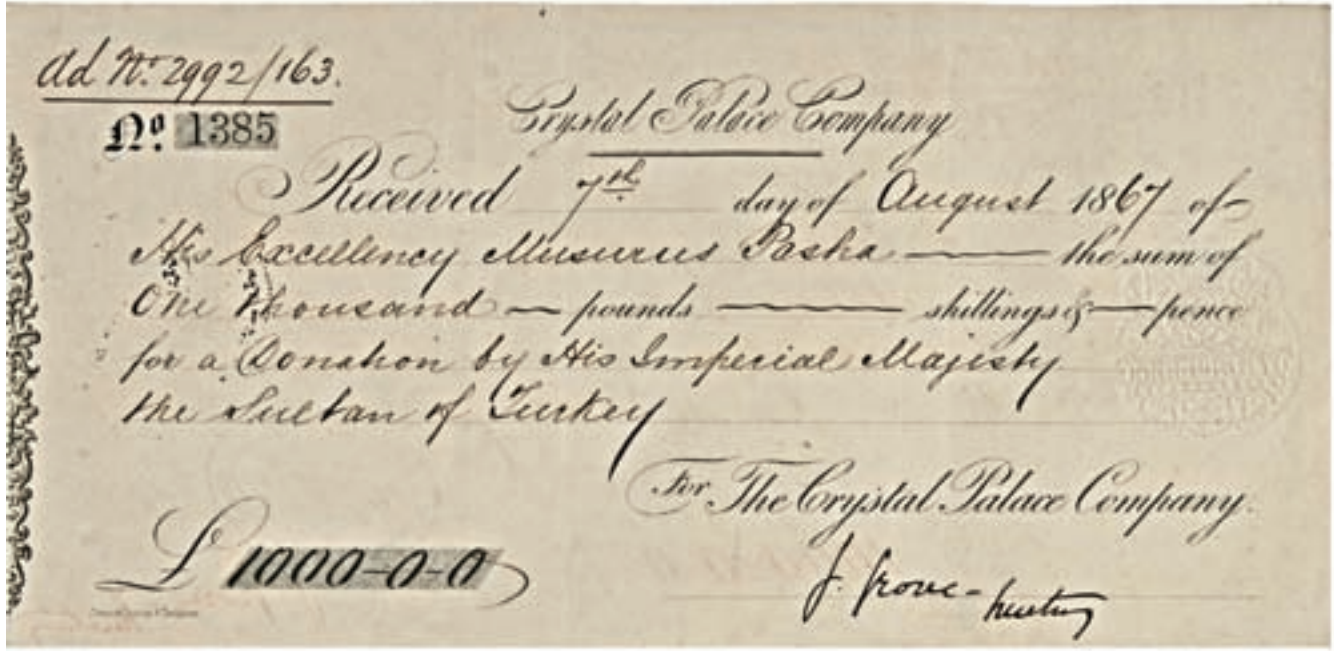 Ad No. 2992/163.
No. 1385
Crystal Palace Company
Received 7th day of August 1867 of
His Excellency Musurus Pasha the sum of
One thousand pounds shillings & pence
for a Donation by His Imperial Majesty
the Sultan of Turkey
For The Crystal Palace Company.
£ 1000-0-0
Grove